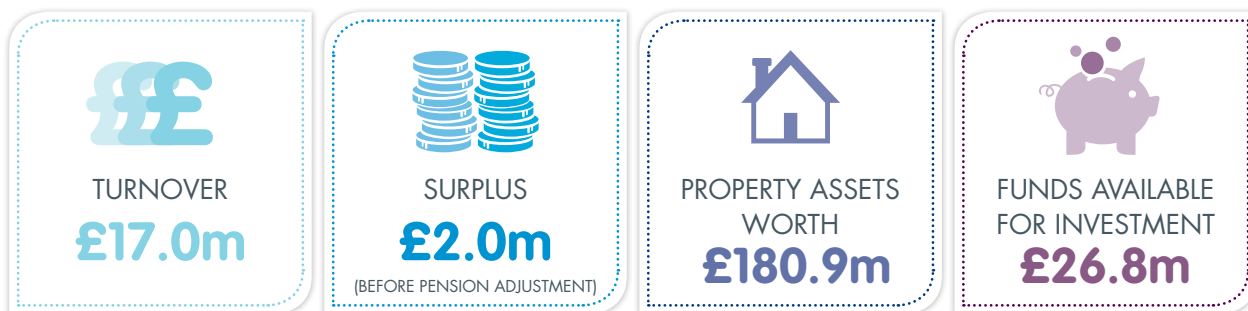 TURNOVER
£17.0m
SURPLUS
£2.0m
(BEFORE PENSION ADJUSTMENT)
PROPERTY ASSETS
WORTH
£180.9m
FUNDS AVAILABLE
FOR INVESTMENT
£26.8m